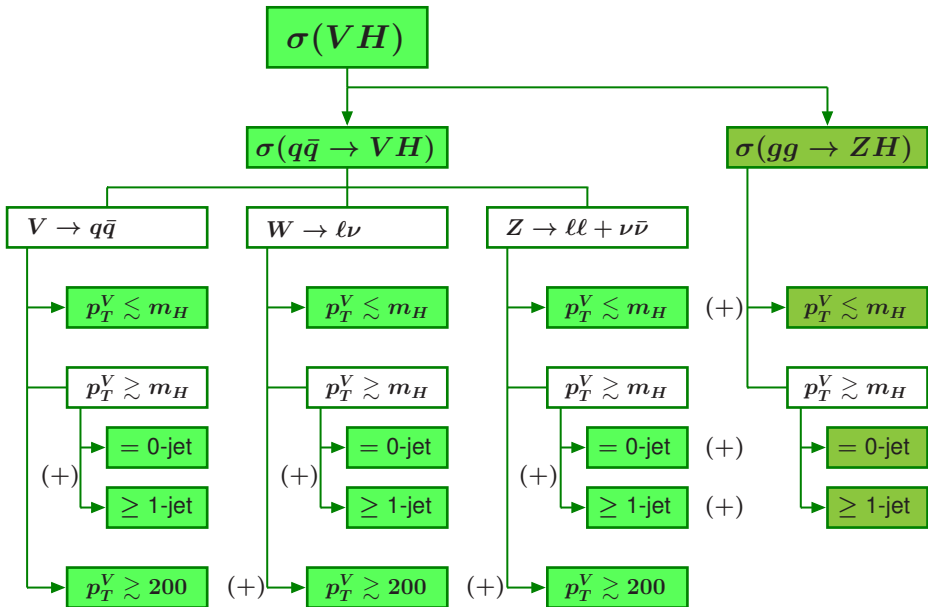 σ(VH)
σ(qq̄ → VH)
σ(gg → ZH)
V → qq̄
W → ℓν
Z → ℓℓ + νν̄
p_T^V ≲ m_H
p_T^V ≲ m_H
p_T^V ≲ m_H
(+)
p_T^V ≲ m_H
p_T^V ≳ m_H
p_T^V ≳ m_H
p_T^V ≳ m_H
p_T^V ≳ m_H
= 0-jet
= 0-jet
= 0-jet
(+)
= 0-jet
(+)
(+)
(+)
≥ 1-jet
≥ 1-jet
≥ 1-jet
(+)
≥ 1-jet
p_T^V ≳ 200
(+)
p_T^V ≳ 200
(+)
p_T^V ≳ 200